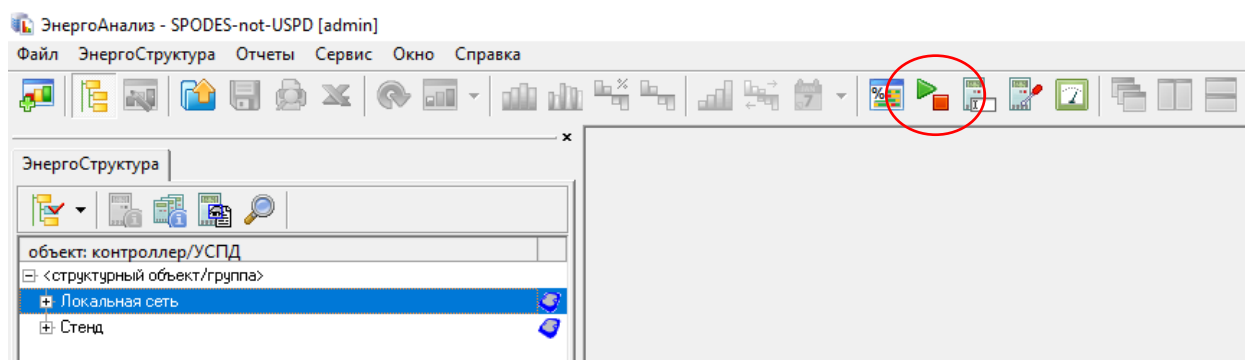 ЭнергоАнализ - SPODES-not-USPD [admin]
Файл ЭнергоСтруктура Отчеты Сервис Окно Справка
ЭнергоСтруктура
объект: контроллер/УСПД
<структурный объект/группа>
Локальная сеть
Стенд